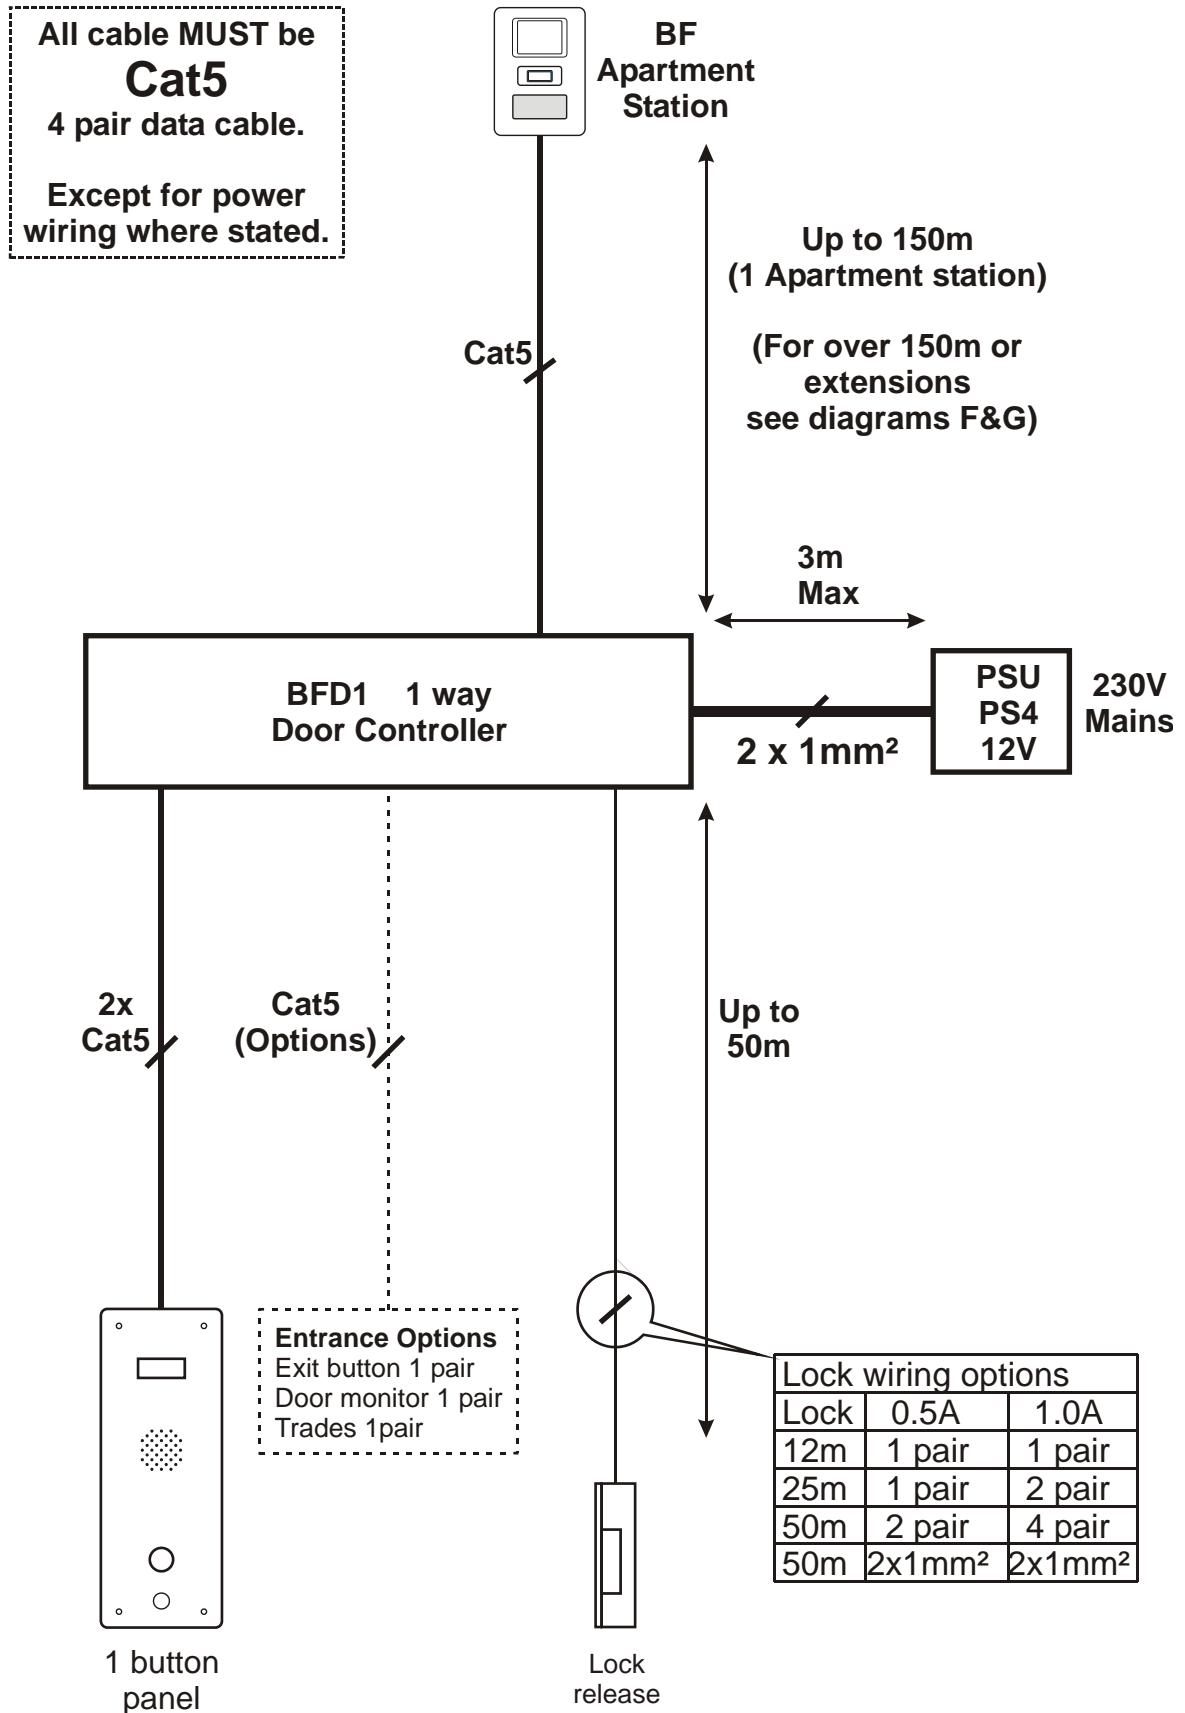 All cable MUST be
Cat5
4 pair data cable.
Except for power
wiring where stated.
BF
Apartment
Station
Up to 150m
(1 Apartment station)
(For over 150m or
extensions
see diagrams F&G)
Cat5
3m
Max
BFD1 1 way
Door Controller
2 x 1mm²
PSU
PS4
12V
230V
Mains
2x
Cat5
Cat5
(Options)
Up to
50m
Entrance Options
Exit button 1 pair
Door monitor 1 pair
Trades 1pair
Lock wiring options
Lock 0.5A 1.0A
12m 1 pair 1 pair
25m 1 pair 2 pair
50m 2 pair 4 pair
50m 2x1mm² 2x1mm²
1 button
panel
Lock
release